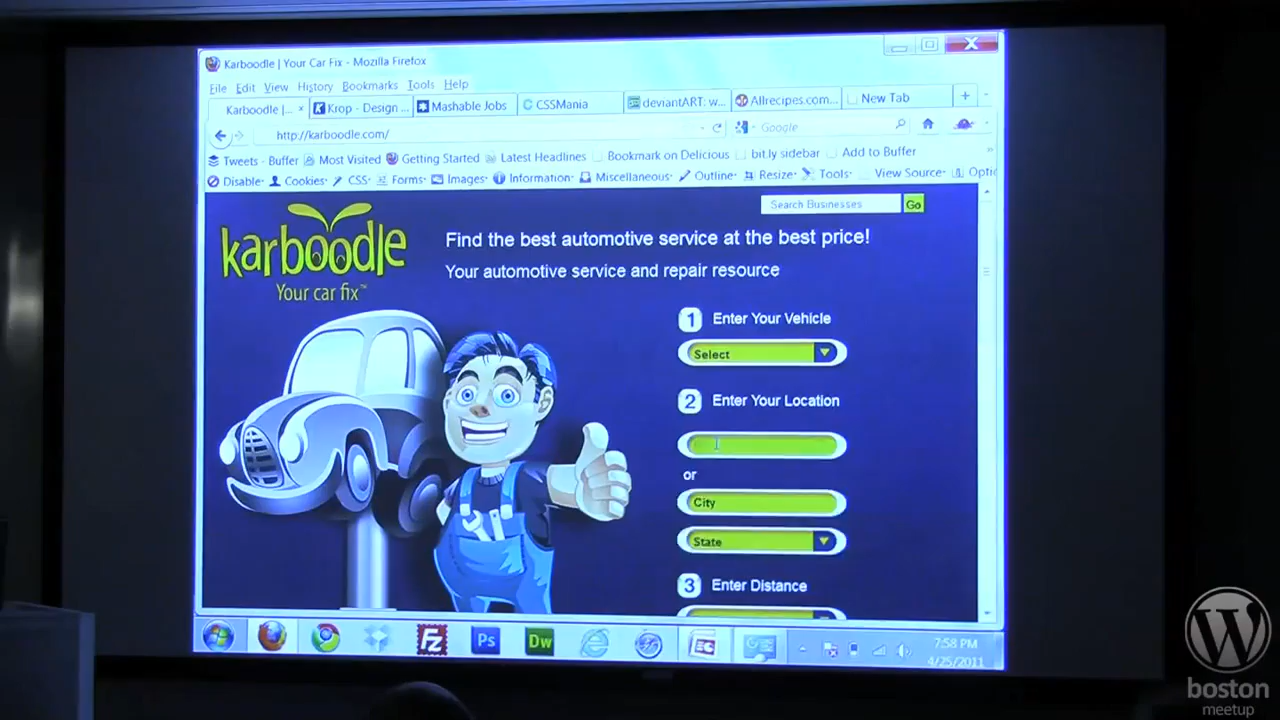 Karboodle | Your Car Fix - Mozilla Firefox
File Edit View History Bookmarks Tools Help
Karboodle |... × Krop - Design ... Mashable Jobs CSSMania deviantART: w... Allrecipes.com... New Tab +
http://karboodle.com/ Google
Tweets - Buffer Most Visited Getting Started Latest Headlines Bookmark on Delicious bit.ly sidebar Add to Buffer »
Disable Cookies CSS Forms Images Information Miscellaneous Outline Resize Tools View Source Optic
Search Businesses Go
karboodle
Your car fix™
Find the best automotive service at the best price!
Your automotive service and repair resource
1 Enter Your Vehicle
Select
2 Enter Your Location
or
City
State
3 Enter Distance
Fz Ps Dw
7:58 PM
4/25/2011
W
boston
meetup